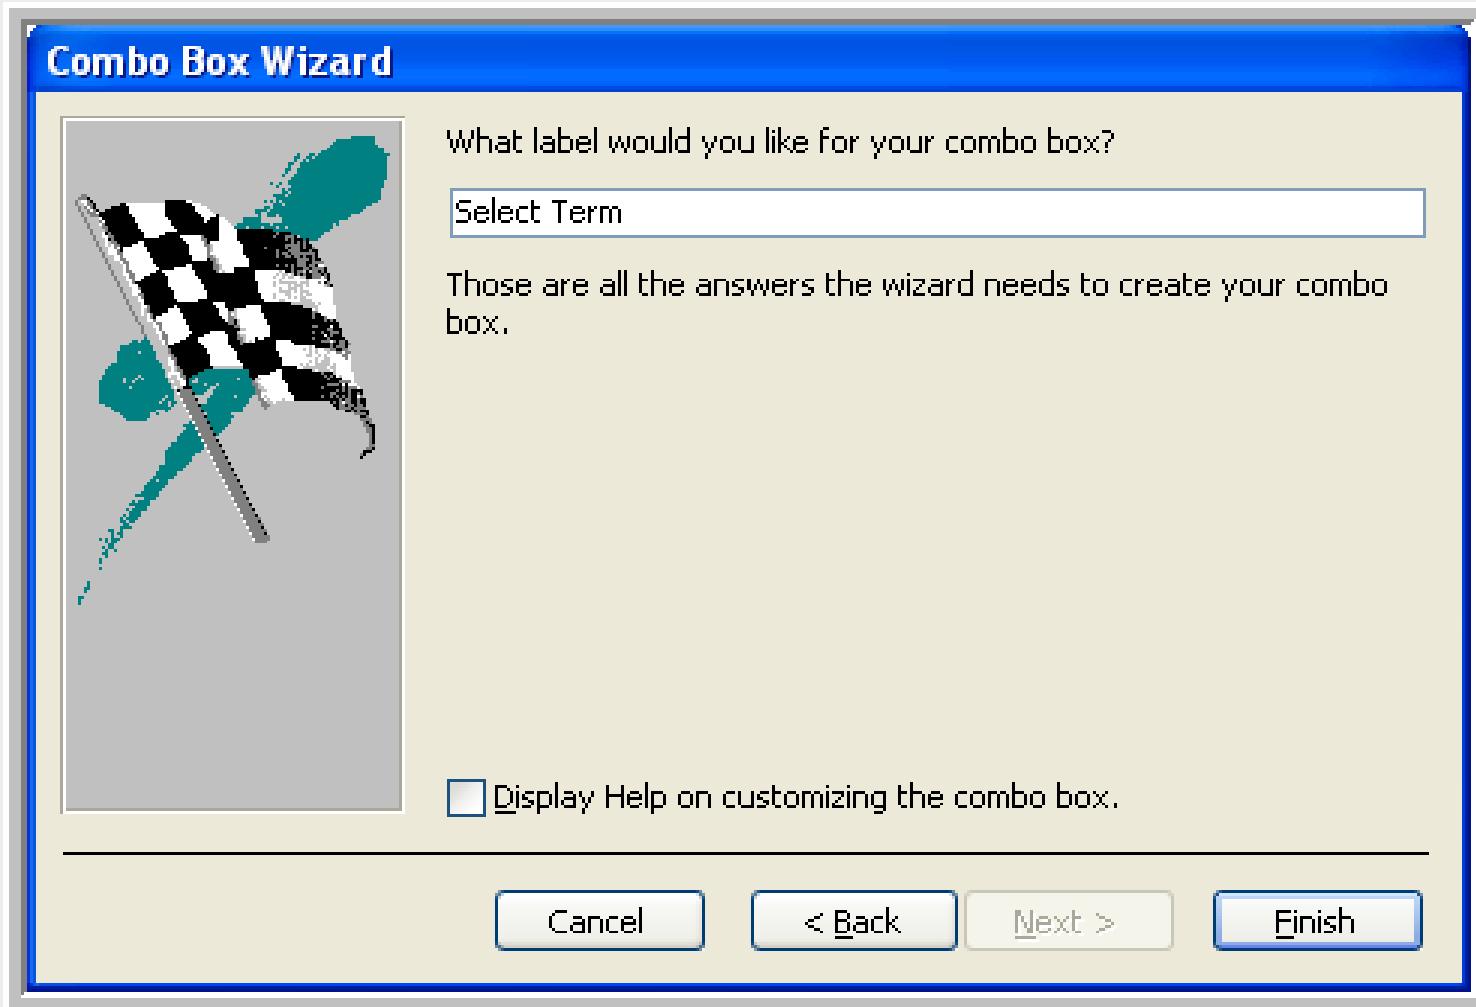 Combo Box Wizard
What label would you like for your combo box?
Select Term
Those are all the answers the wizard needs to create your combo
box.
Display Help on customizing the combo box.
Cancel
< Back
Next >
Finish